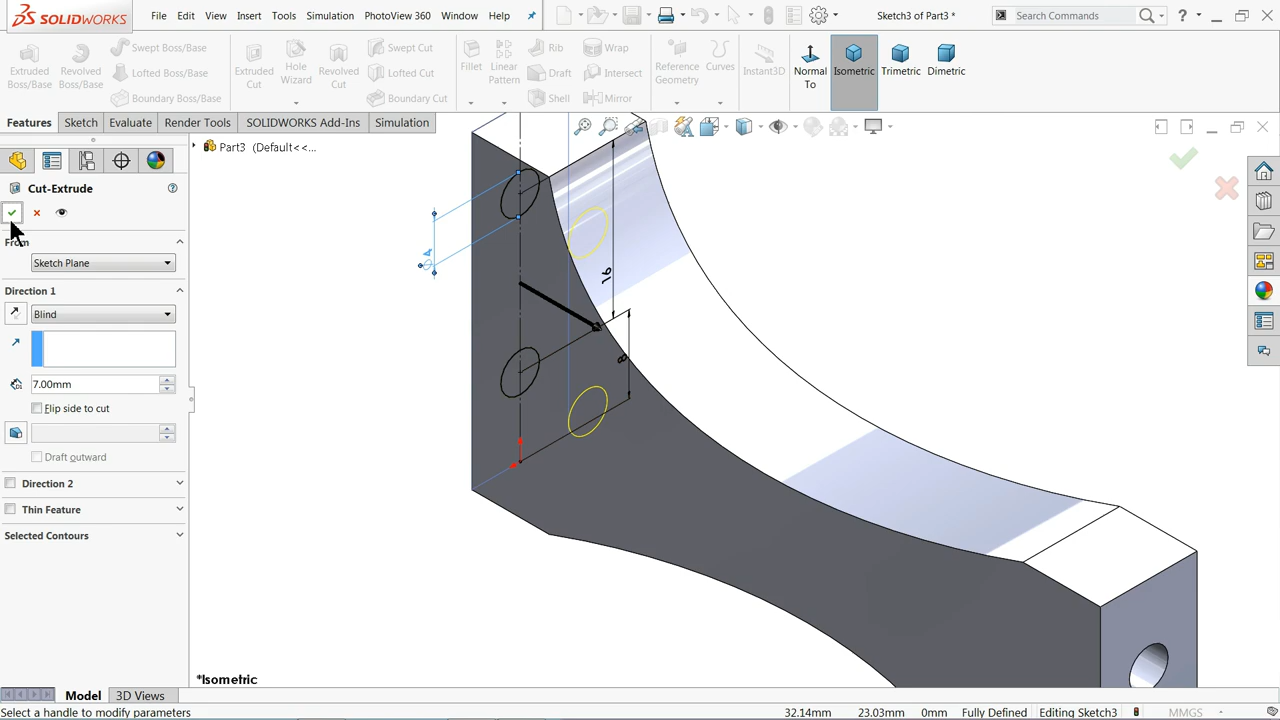 SOLIDWORKS File Edit View Insert Tools Simulation PhotoView 360 Window Help Sketch3 of Part3 * Search Commands ?
Extruded Boss/Base Revolved Boss/Base Swept Boss/Base Lofted Boss/Base Boundary Boss/Base Extruded Cut Hole Wizard Revolved Cut Swept Cut Lofted Cut Boundary Cut Fillet Linear Pattern Rib Draft Shell Wrap Intersect Mirror Reference Geometry Curves Instant3D Normal To Isometric Trimetric Dimetric
Features Sketch Evaluate Render Tools SOLIDWORKS Add-Ins Simulation
Part3 (Default<<...
Cut-Extrude
From
Sketch Plane
Direction 1
Blind
7.00mm
Flip side to cut
Draft outward
Direction 2
Thin Feature
Selected Contours
16
8
*Isometric
Model 3D Views
Select a handle to modify parameters 32.14mm 23.03mm 0mm Fully Defined Editing Sketch3 MMGS